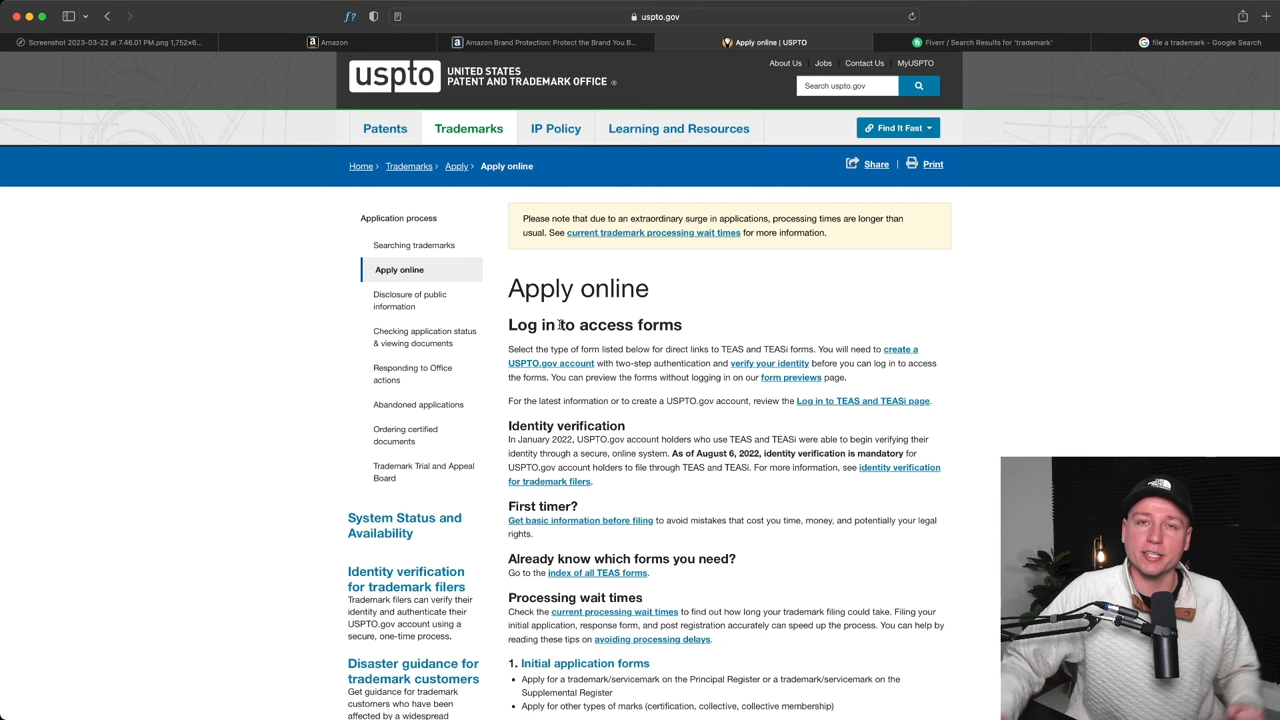 uspto.gov
Screenshot 2023-03-22 at 7.46.01 PM.png 1,752×6...
Amazon
Amazon Brand Protection: Protect the Brand You B...
Apply online | USPTO
Fiverr / Search Results for 'trademark'
file a trademark - Google Search
uspto
UNITED STATES
PATENT AND TRADEMARK OFFICE ®
About Us
Jobs
Contact Us
MyUSPTO
Search uspto.gov
Patents
Trademarks
IP Policy
Learning and Resources
Find It Fast
Home > Trademarks > Apply > Apply online
Share | Print
Application process
Searching trademarks
Apply online
Disclosure of public
information
Checking application status
& viewing documents
Responding to Office
actions
Abandoned applications
Ordering certified
documents
Trademark Trial and Appeal
Board
System Status and
Availability
Identity verification
for trademark filers
Trademark filers can verify their
identity and authenticate their
USPTO.gov account using a
secure, one-time process.
Disaster guidance for
trademark customers
Get guidance for trademark
customers who have been
affected by a widespread
Please note that due to an extraordinary surge in applications, processing times are longer than
usual. See current trademark processing wait times for more information.
Apply online
Log in to access forms
Select the type of form listed below for direct links to TEAS and TEASi forms. You will need to create a
USPTO.gov account with two-step authentication and verify your identity before you can log in to access
the forms. You can preview the forms without logging in on our form previews page.
For the latest information or to create a USPTO.gov account, review the Log in to TEAS and TEASi page.
Identity verification
In January 2022, USPTO.gov account holders who use TEAS and TEASi were able to begin verifying their
identity through a secure, online system. As of August 6, 2022, identity verification is mandatory for
USPTO.gov account holders to file through TEAS and TEASi. For more information, see identity verification
for trademark filers.
First timer?
Get basic information before filing to avoid mistakes that cost you time, money, and potentially your legal
rights.
Already know which forms you need?
Go to the index of all TEAS forms.
Processing wait times
Check the current processing wait times to find out how long your trademark filing could take. Filing your
initial application, response form, and post registration accurately can speed up the process. You can help by
reading these tips on avoiding processing delays.
1. Initial application forms
• Apply for a trademark/servicemark on the Principal Register or a trademark/servicemark on the
Supplemental Register
• Apply for other types of marks (certification, collective, collective membership)